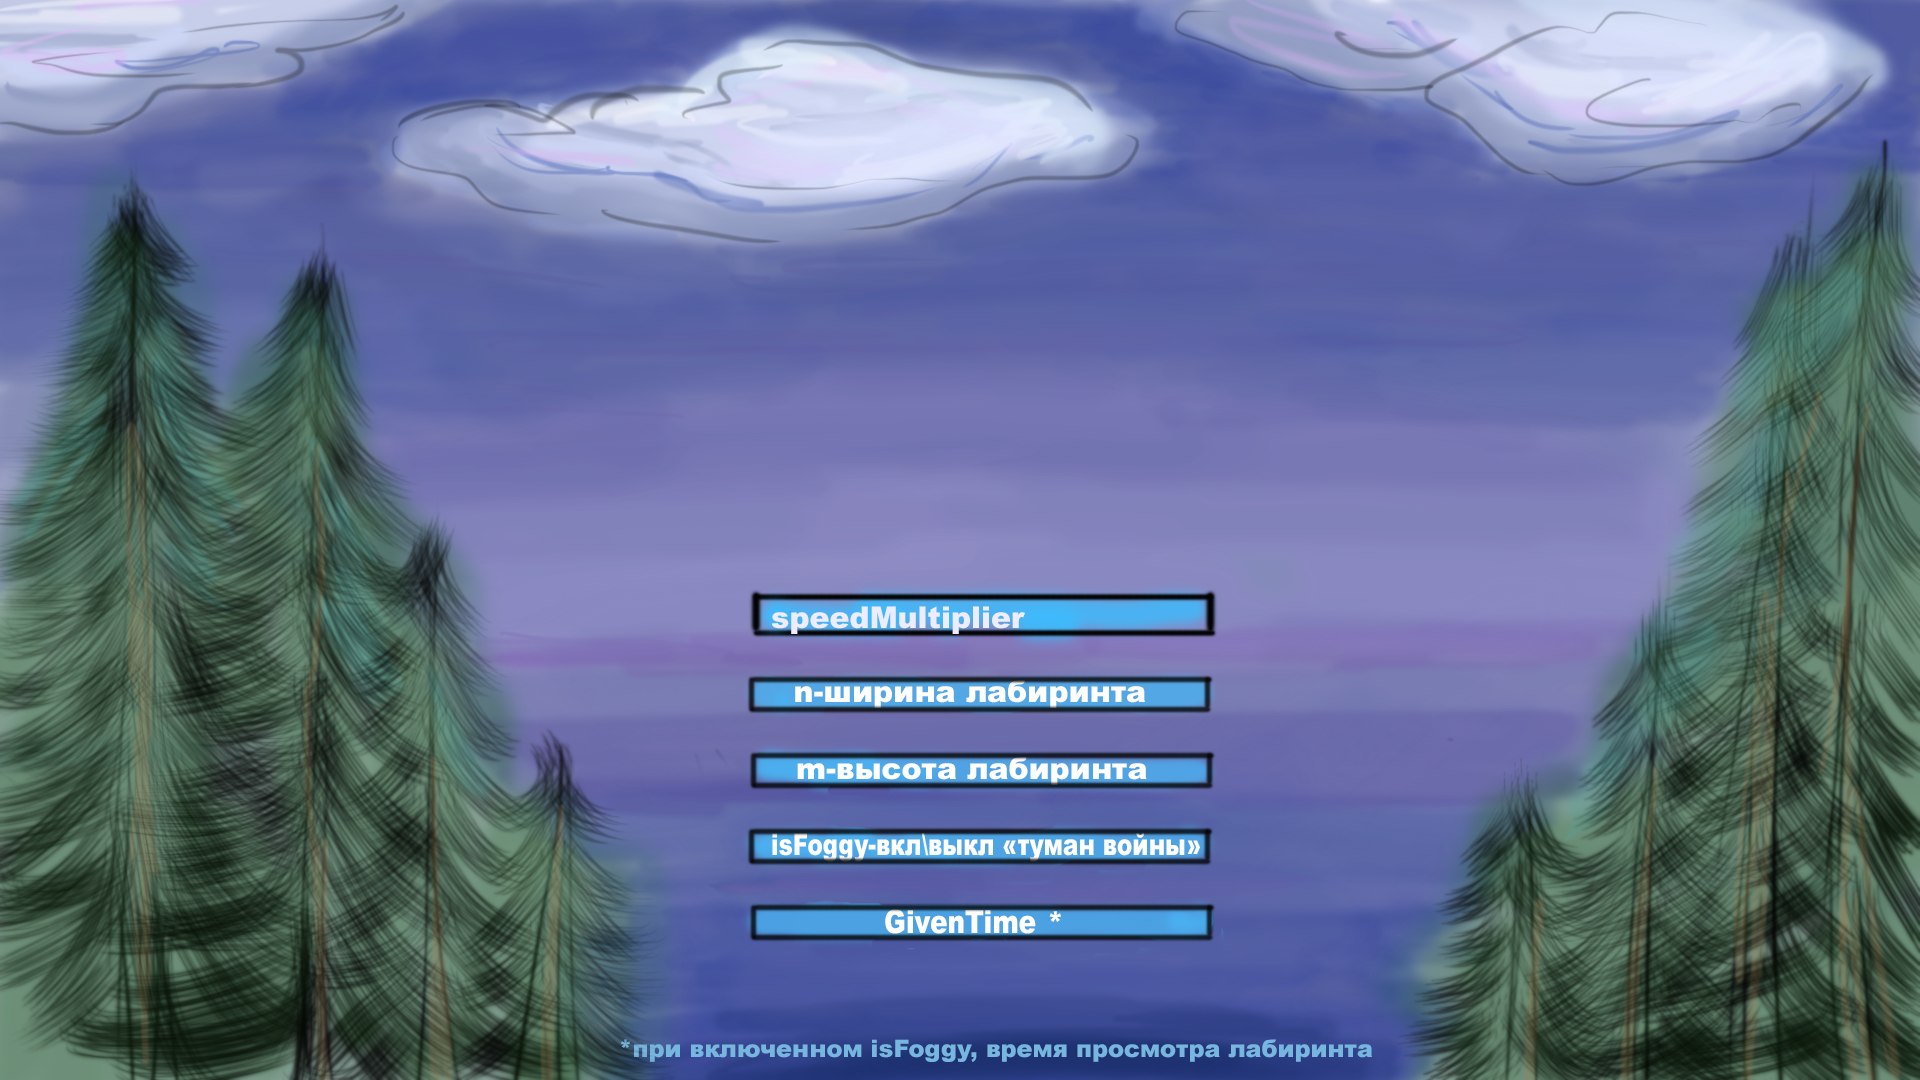 speedMultiplier
n-ширина лабиринта
m-высота лабиринта
isFoggy-вкл\выкл «туман войны»
GivenTime *
*при включенном isFoggy, время просмотра лабиринта